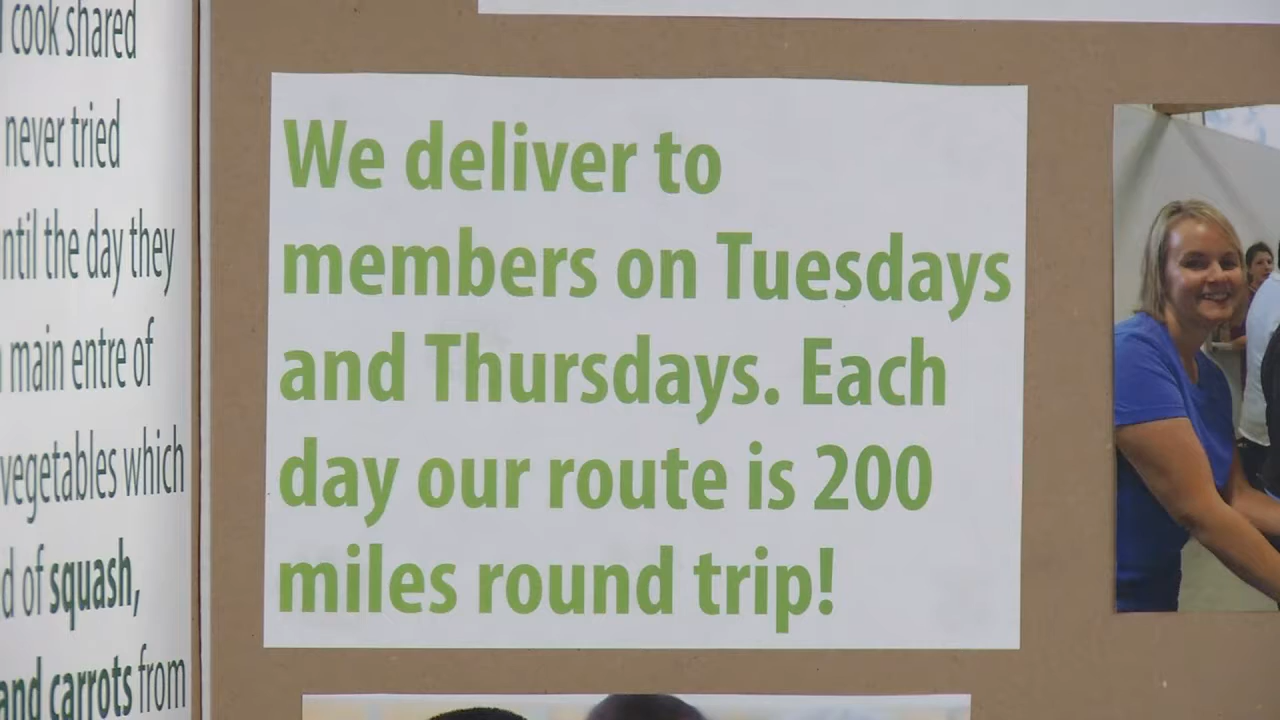 cook shared
never tried
ntil the day they
main entre of
vegetables which
d of squash,
and carrots from
We deliver to
members on Tuesdays
and Thursdays. Each
day our route is 200
miles round trip!